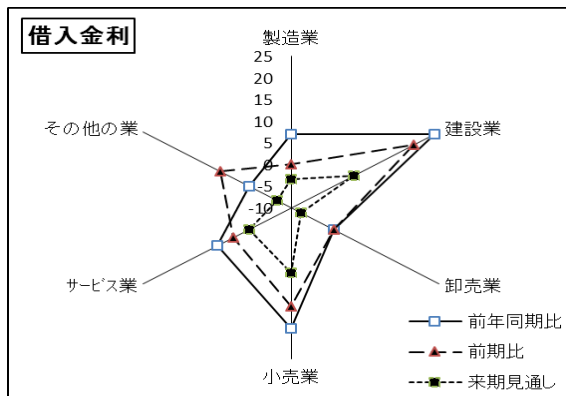 借入金利
製造業
25
20
15
10
5
0
-5
-10
建設業
卸売業
小売業
サービス業
その他の業
前年同期比
前期比
来期見通し